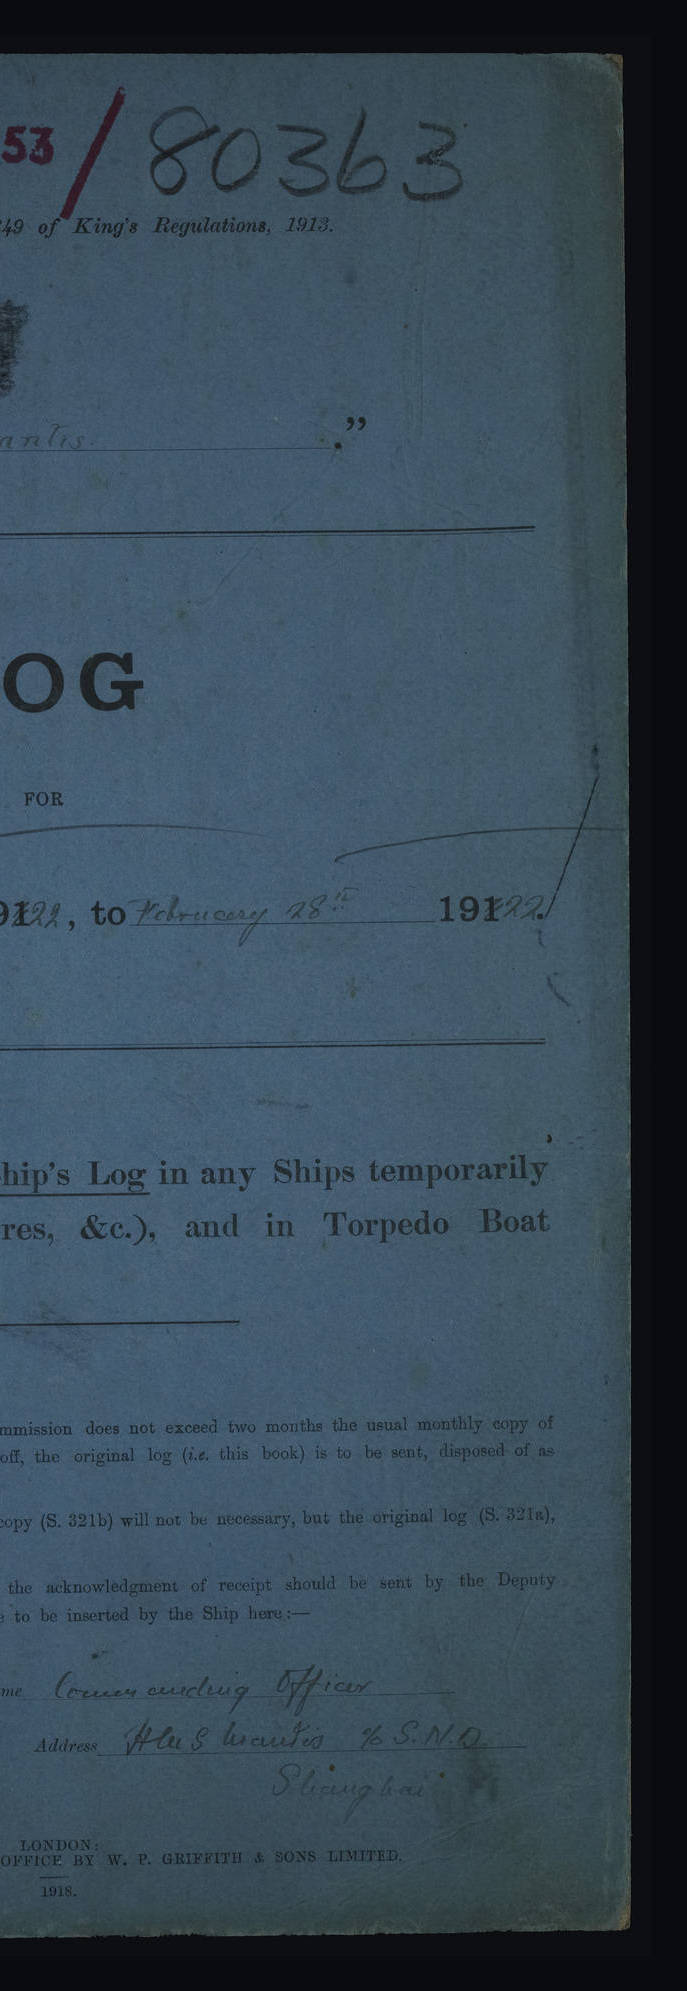 53 / 80363
49 of King's Regulations, 1913.
antis.
."
OG
FOR
9122, to February 28th 19122.
hip's Log in any Ships temporarily
res, &c.), and in Torpedo Boat
mmission does not exceed two months the usual monthly copy of
off, the original log (i.e. this book) is to be sent, disposed of as
copy (S. 321b) will not be necessary, but the original log (S. 321a),
the acknowledgment of receipt should be sent by the Deputy
e to be inserted by the Ship here:—
me Commanding Officer
Address HMS Mantis c/o S.N.O.
Shanghai
LONDON:
OFFICE BY W. P. GRIFFITH & SONS LIMITED.
1918.